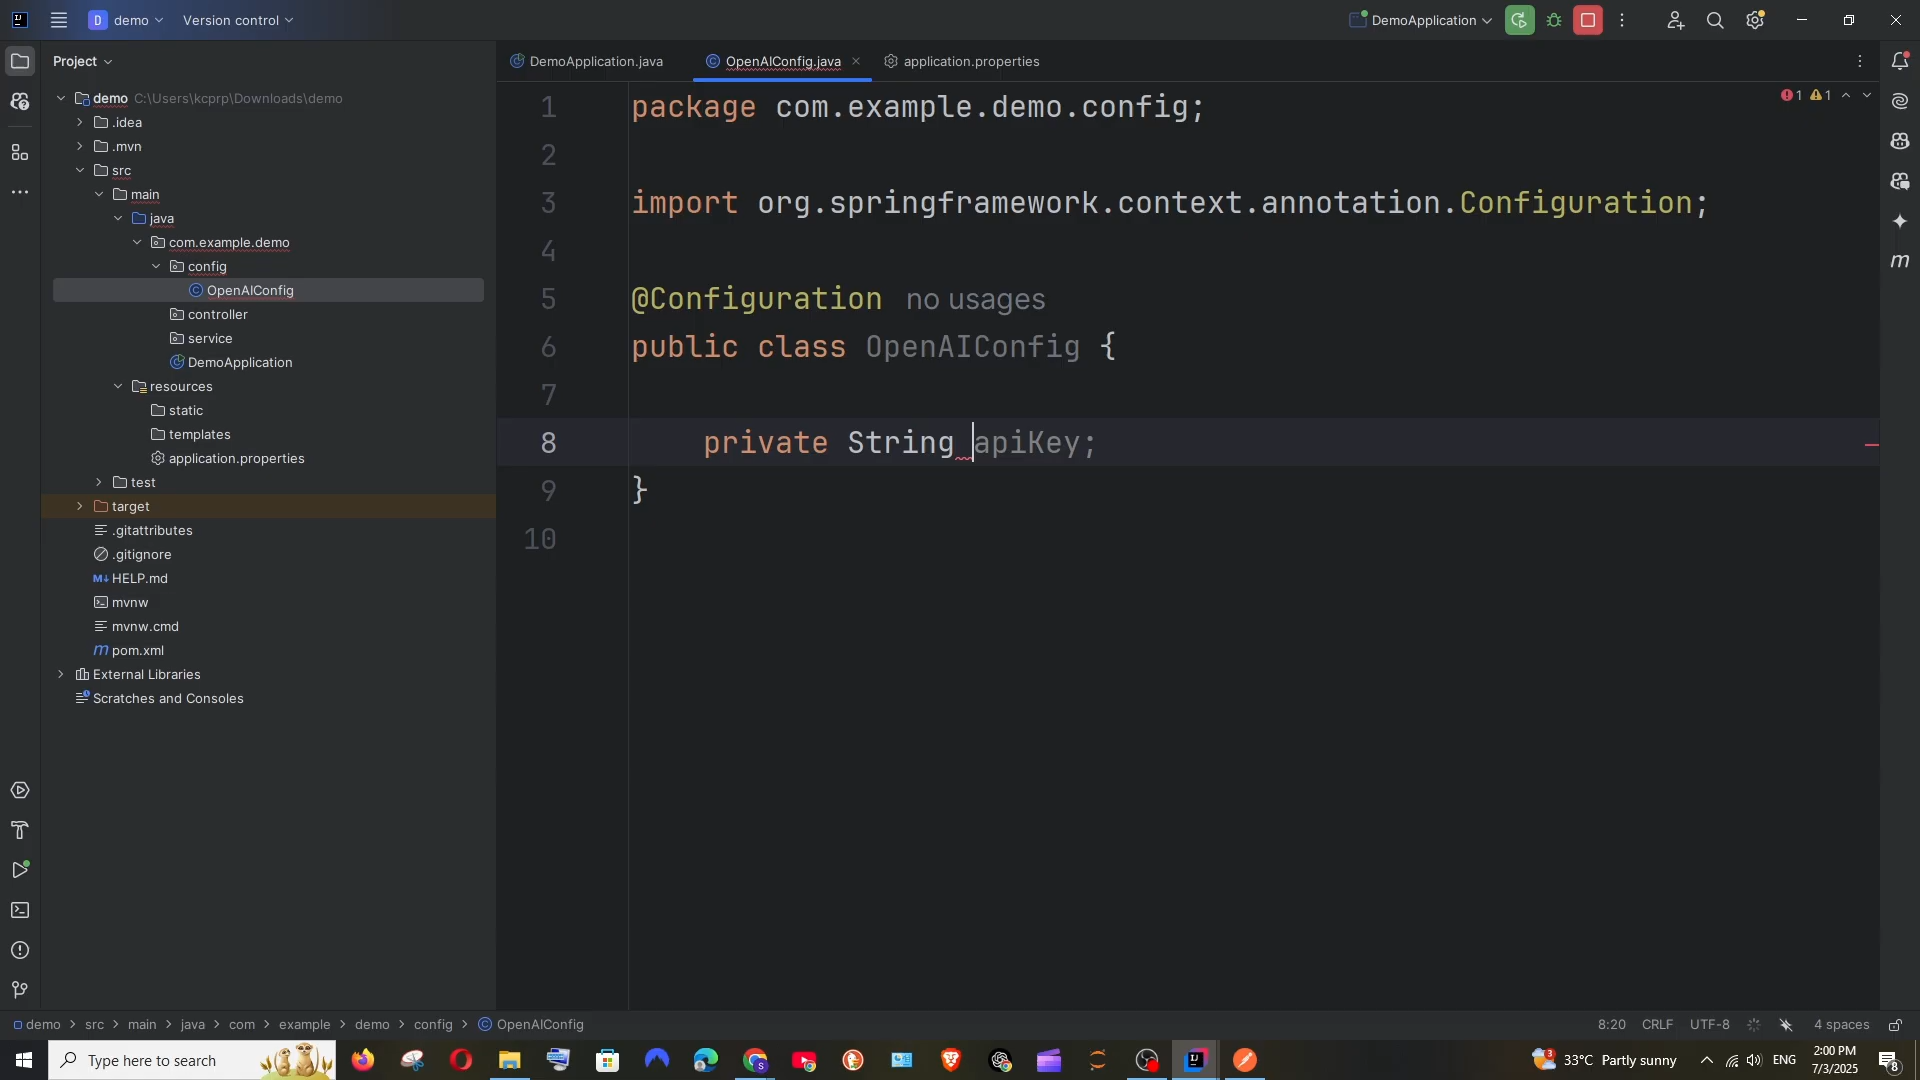 D demo Version control DemoApplication
Project
DemoApplication.java OpenAIConfig.java application.properties
demo C:\Users\kcprp\Downloads\demo
.idea
.mvn
src
main
java
com.example.demo
config
OpenAIConfig
controller
service
DemoApplication
resources
static
templates
application.properties
test
target
.gitattributes
.gitignore
HELP.md
mvnw
mvnw.cmd
pom.xml
External Libraries
Scratches and Consoles
1 package com.example.demo.config;
2
3 import org.springframework.context.annotation.Configuration;
4
5 @Configuration no usages
6 public class OpenAIConfig {
7
8 private String apiKey;
9 }
10
1 1
demo > src > main > java > com > example > demo > config > OpenAIConfig
8:20 CRLF UTF-8 4 spaces
Type here to search
3 33°C Partly sunny ENG
2:00 PM
7/3/2025
8